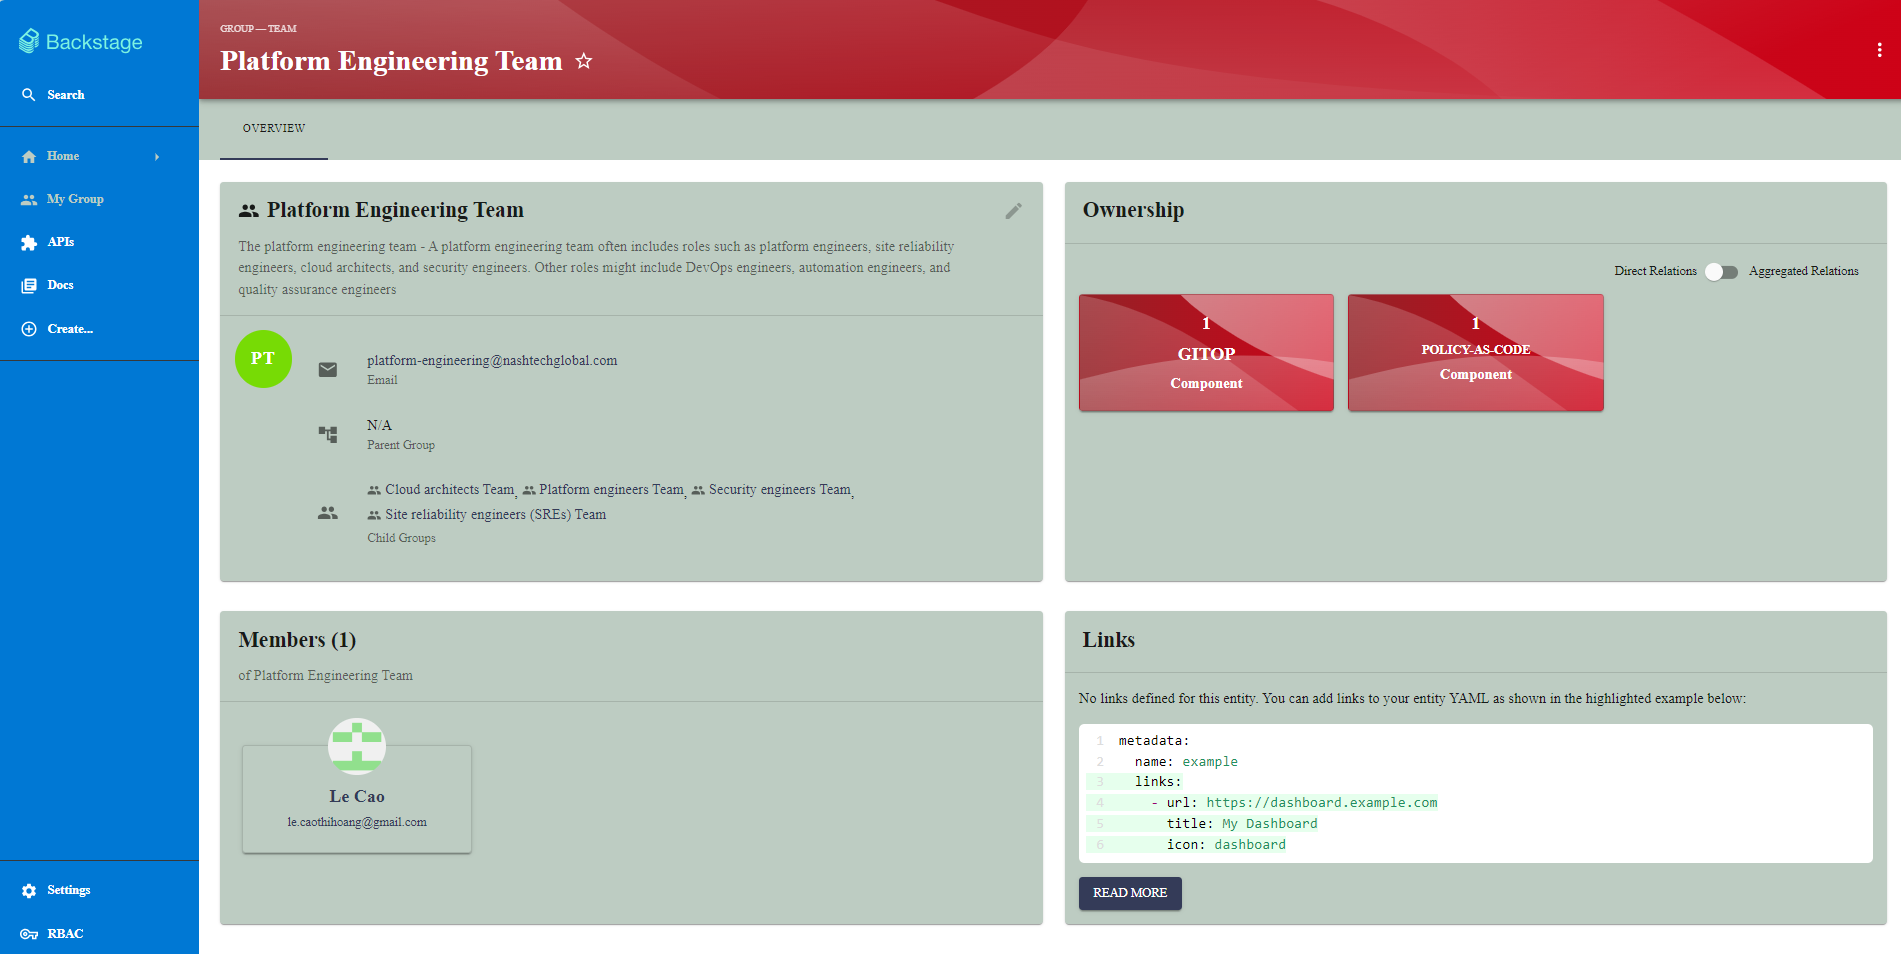 Backstage
Search
Home
My Group
APIs
Docs
Create...
Settings
RBAC
GROUP — TEAM
Platform Engineering Team
OVERVIEW
Platform Engineering Team
The platform engineering team - A platform engineering team often includes roles such as platform engineers, site reliability
engineers, cloud architects, and security engineers. Other roles might include DevOps engineers, automation engineers, and
quality assurance engineers
PT
platform-engineering@nashtechglobal.com
Email
N/A
Parent Group
Cloud architects Team, Platform engineers Team, Security engineers Team,
Site reliability engineers (SREs) Team
Child Groups
Ownership
Direct Relations Aggregated Relations
1
GITOP
Component
1
POLICY-AS-CODE
Component
Members (1)
of Platform Engineering Team
Le Cao
le.caothihoang@gmail.com
Links
No links defined for this entity. You can add links to your entity YAML as shown in the highlighted example below:
1 metadata:
2 name: example
3 links:
4 - url: https://dashboard.example.com
5 title: My Dashboard
6 icon: dashboard
READ MORE